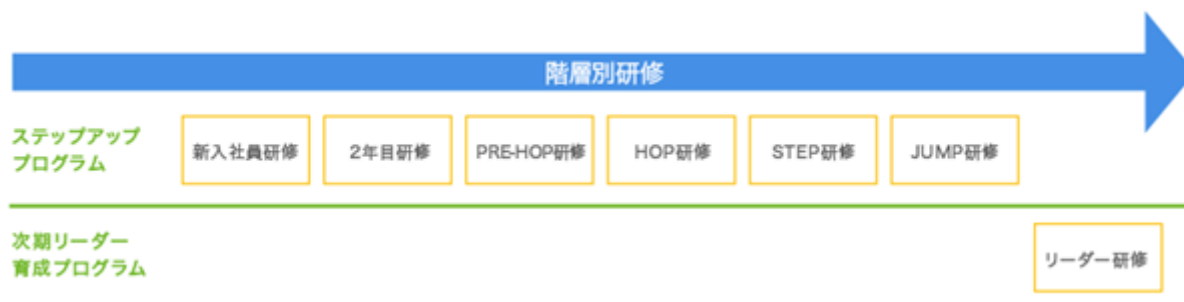 階層別研修
ステップアップ
プログラム
新入社員研修
2年目研修
PRE-HOP研修
HOP研修
STEP研修
JUMP研修
次期リーダー
育成プログラム
リーダー研修